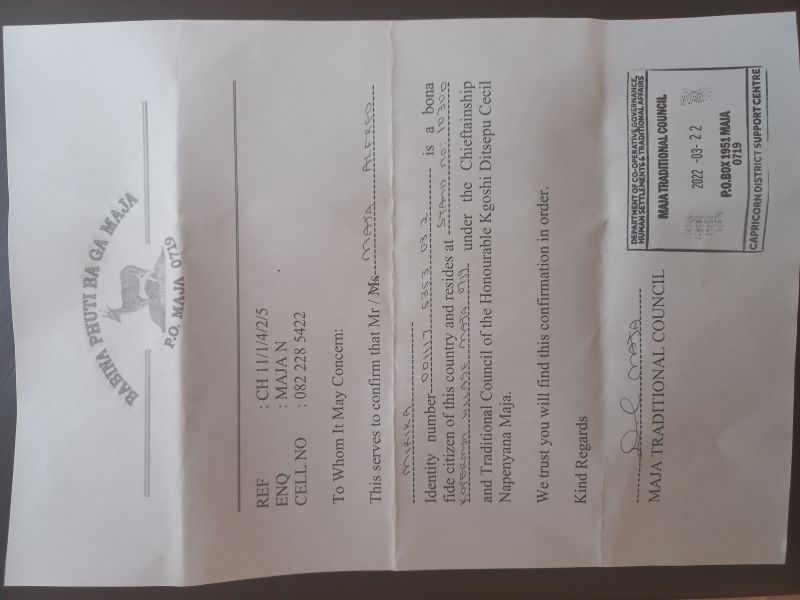 BABINA PHUTI BA GA MAJA
P.O, MAJA 0719
REF : CH 11/1/4/2/5
ENQ : MAJA N
CELL NO : 082 228 5422
To Whom It May Concern:
This serves to confirm that Mr / Ms MAJA ALFRED
Identity number 5353 is a bona
fide citizen of this country and resides at STAND NO: 10300
VILLAGE MAJA 0719 under the Chieftainship
and Traditional Council of the Honourable Kgoshi Ditsepu Cecil
Napenyana Maja.
We trust you will find this confirmation in order.
Kind Regards
MAJA
MAJA TRADITIONAL COUNCIL
DEPARTMENT OF CO-OPERATIVE GOVERNANCE,
HUMAN SETTLEMENTS & TRADITIONAL AFFAIRS
MAJA TRADITIONAL COUNCIL
2022 -03- 22
P.O.BOX 1951 MAJA
0719
CAPRICORN DISTRICT SUPPORT CENTRE